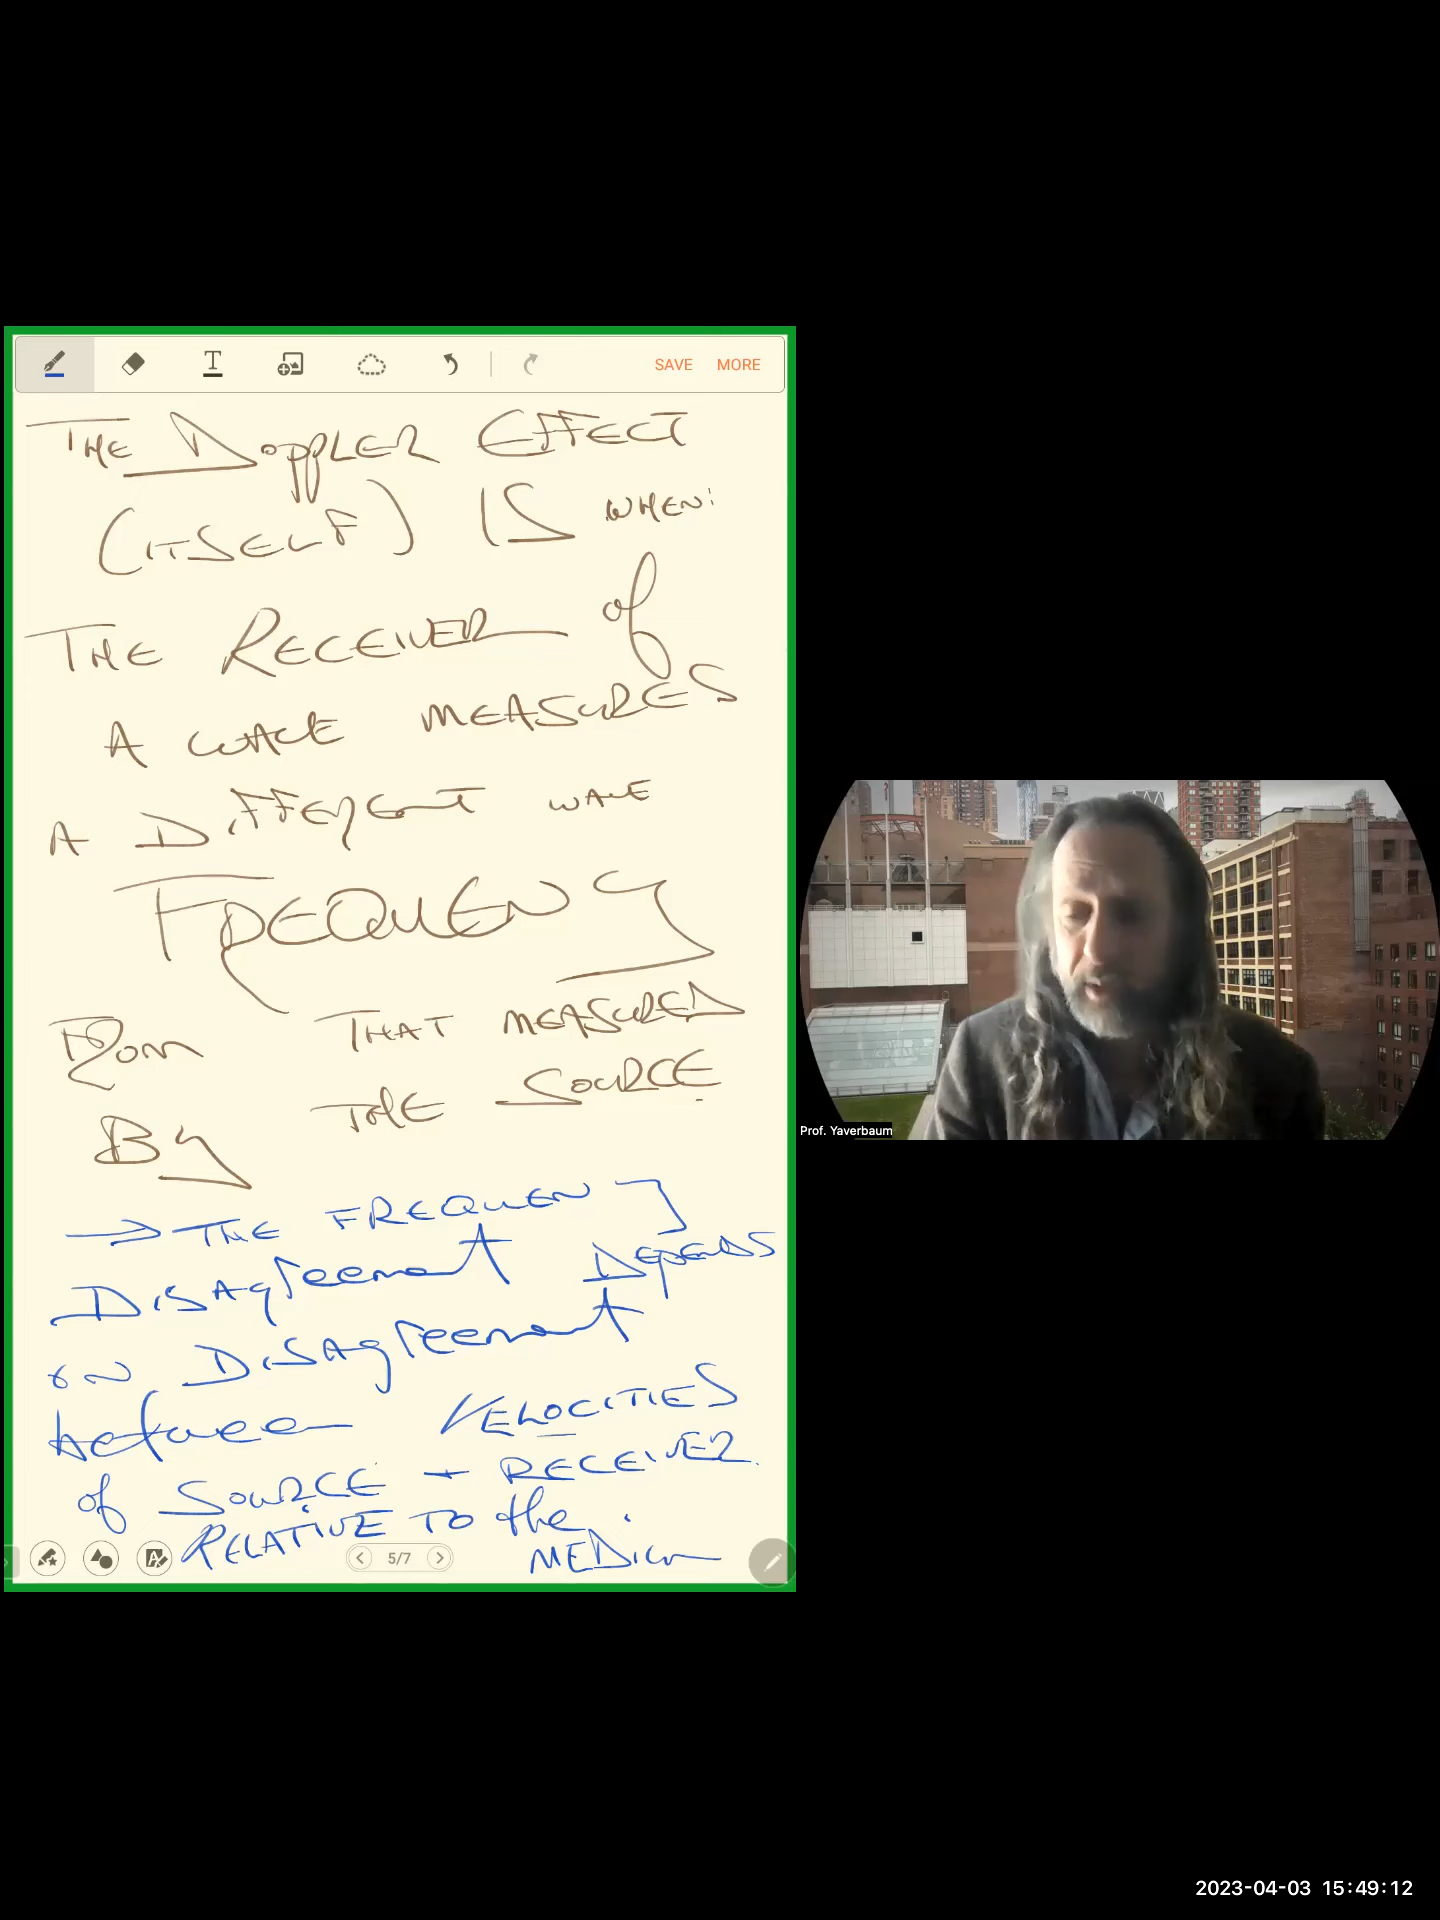 T
SAVE MORE
THE DOPPLER EFFECT
(ITSELF) IS WHEN:
THE RECEIVER of
A WAVE MEASURES
A DIFFERENT WAVE
FREQUENCY
FROM THAT MEASURED
BY THE SOURCE
→ THE FREQUEN
Disagreement Depends
ON Disagreement
between VELOCITIES
of SOURCE + RECEIVER.
RELATIVE TO the
MEDIUM
5/7
Prof. Yaverbaum
2023-04-03 15:49:12